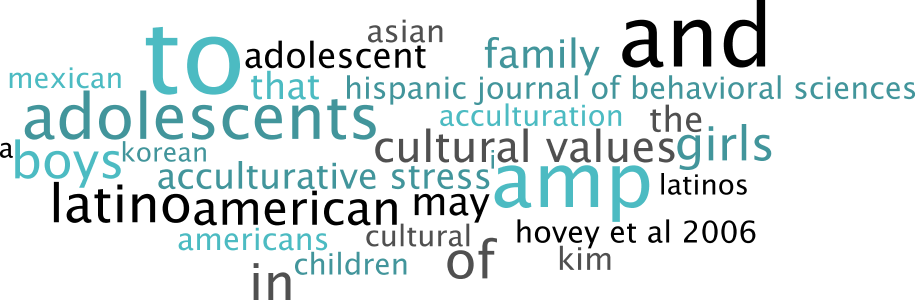 asian
to adolescent family and
mexican that hispanic journal of behavioral sciences
adolescents acculturation the
a boys korean cultural values girls
acculturative stress j amp latinos
latino american may
americans cultural hovey et al 2006
in children of kim